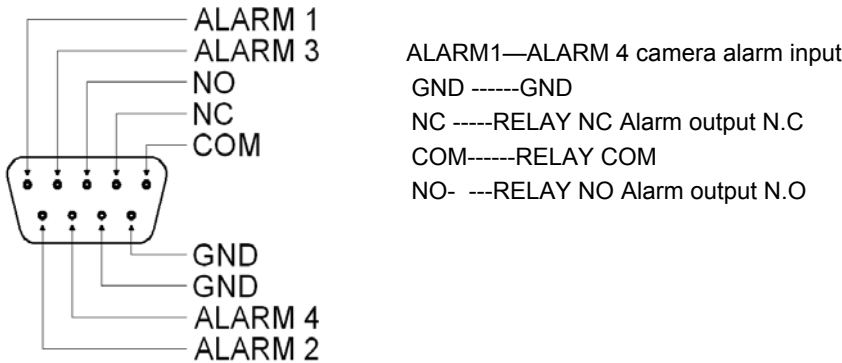 ALARM 1
ALARM 3
NO
NC
COM
GND
GND
ALARM 4
ALARM 2
ALARM1—ALARM 4 camera alarm input
GND ------GND
NC -----RELAY NC Alarm output N.C
COM------RELAY COM
NO- ---RELAY NO Alarm output N.O